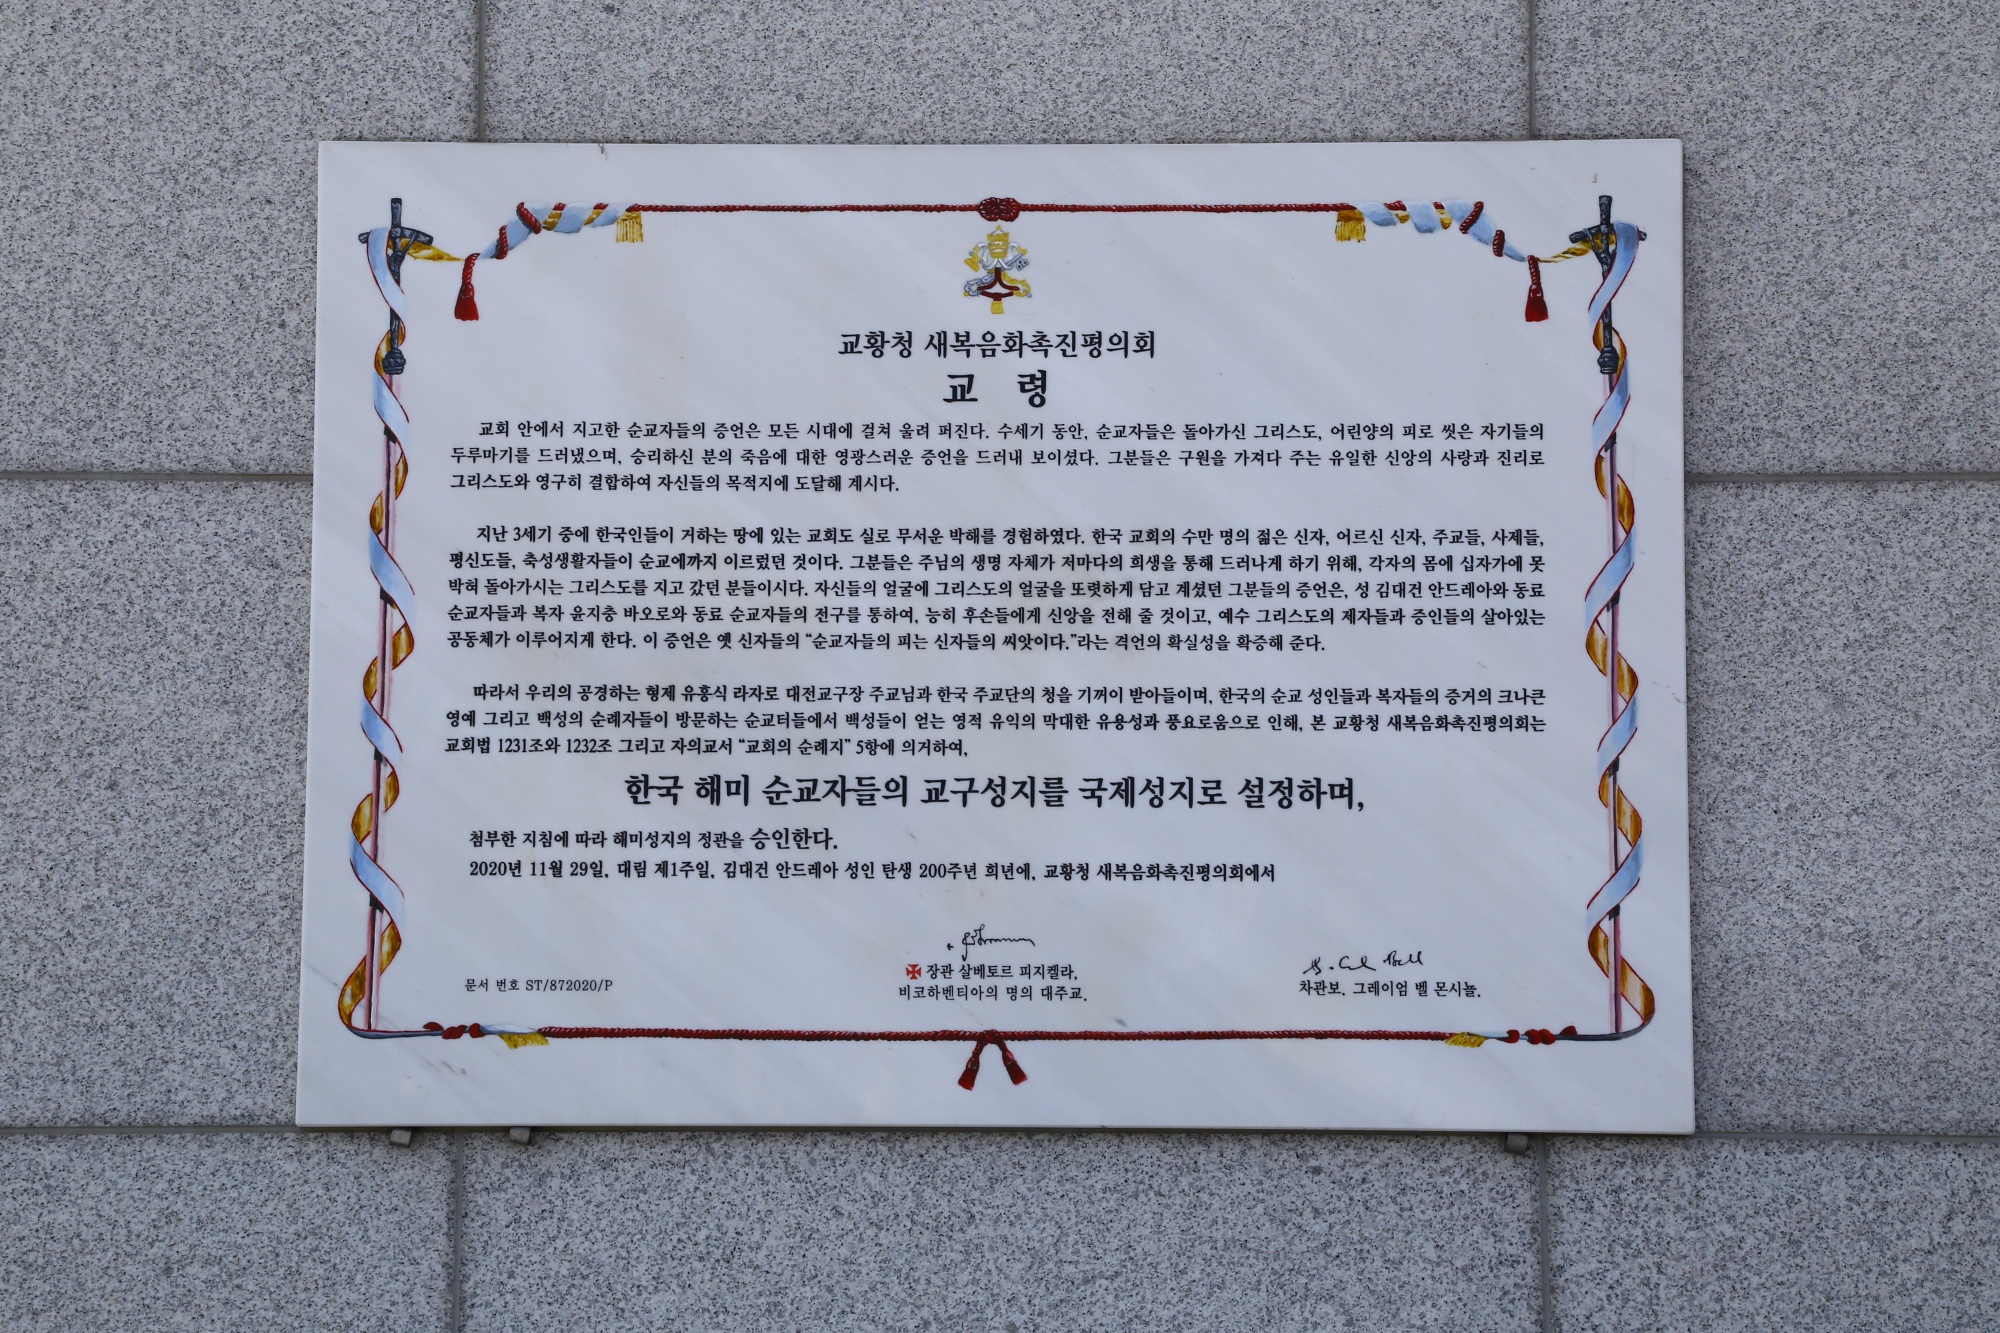 교황청 새복음화촉진평의회
교 령
교회 안에서 지고한 순교자들의 증언은 모든 시대에 걸쳐 울려 퍼진다. 수세기 동안, 순교자들은 돌아가신 그리스도, 어린양의 피로 씻은 자기들의
두루마기를 드러냈으며, 승리하신 분의 죽음에 대한 영광스러운 증언을 드러내 보이셨다. 그분들은 구원을 가져다 주는 유일한 신앙의 사랑과 진리로
그리스도와 영구히 결합하여 자신들의 목적지에 도달해 계시다.
지난 3세기 중에 한국인들이 거하는 땅에 있는 교회도 실로 무서운 박해를 경험하였다. 한국 교회의 수만 명의 젊은 신자, 어르신 신자, 주교들, 사제들,
평신도들, 축성생활자들이 순교에까지 이르렀던 것이다. 그분들은 주님의 생명 자체가 저마다의 희생을 통해 드러나게 하기 위해, 각자의 몸에 십자가에 못
박혀 돌아가시는 그리스도를 지고 갔던 분들이시다. 자신들의 얼굴에 그리스도의 얼굴을 또렷하게 담고 계셨던 그분들의 증언은, 성 김대건 안드레아와 동료
순교자들과 복자 윤지충 바오로와 동료 순교자들의 전구를 통하여, 능히 후손들에게 신앙을 전해 줄 것이고, 예수 그리스도의 제자들과 증인들의 살아있는
공동체가 이루어지게 한다. 이 증언은 옛 신자들의 “순교자들의 피는 신자들의 씨앗이다.”라는 격언의 확실성을 확증해 준다.
따라서 우리의 공경하는 형제 유흥식 라자로 대전교구장 주교님과 한국 주교단의 청을 기꺼이 받아들이며, 한국의 순교 성인들과 복자들의 증거의 크나큰
영예 그리고 백성의 순례자들이 방문하는 순교터들에서 백성들이 얻는 영적 유익의 막대한 유용성과 풍요로움으로 인해, 본 교황청 새복음화촉진평의회는
교회법 1231조와 1232조 그리고 자의교서 “교회의 순례지” 5항에 의거하여,
한국 해미 순교자들의 교구성지를 국제성지로 설정하며,
첨부한 지침에 따라 해미성지의 정관을 승인한다.
2020년 11월 29일, 대림 제1주일, 김대건 안드레아 성인 탄생 200주년 희년에, 교황청 새복음화촉진평의회에서
문서 번호 ST/872020/P
장관 살베토르 피지켈라,
비코하벤티아의 명의 대주교.
차관보. 그레이엄 벨 몬시뇰.